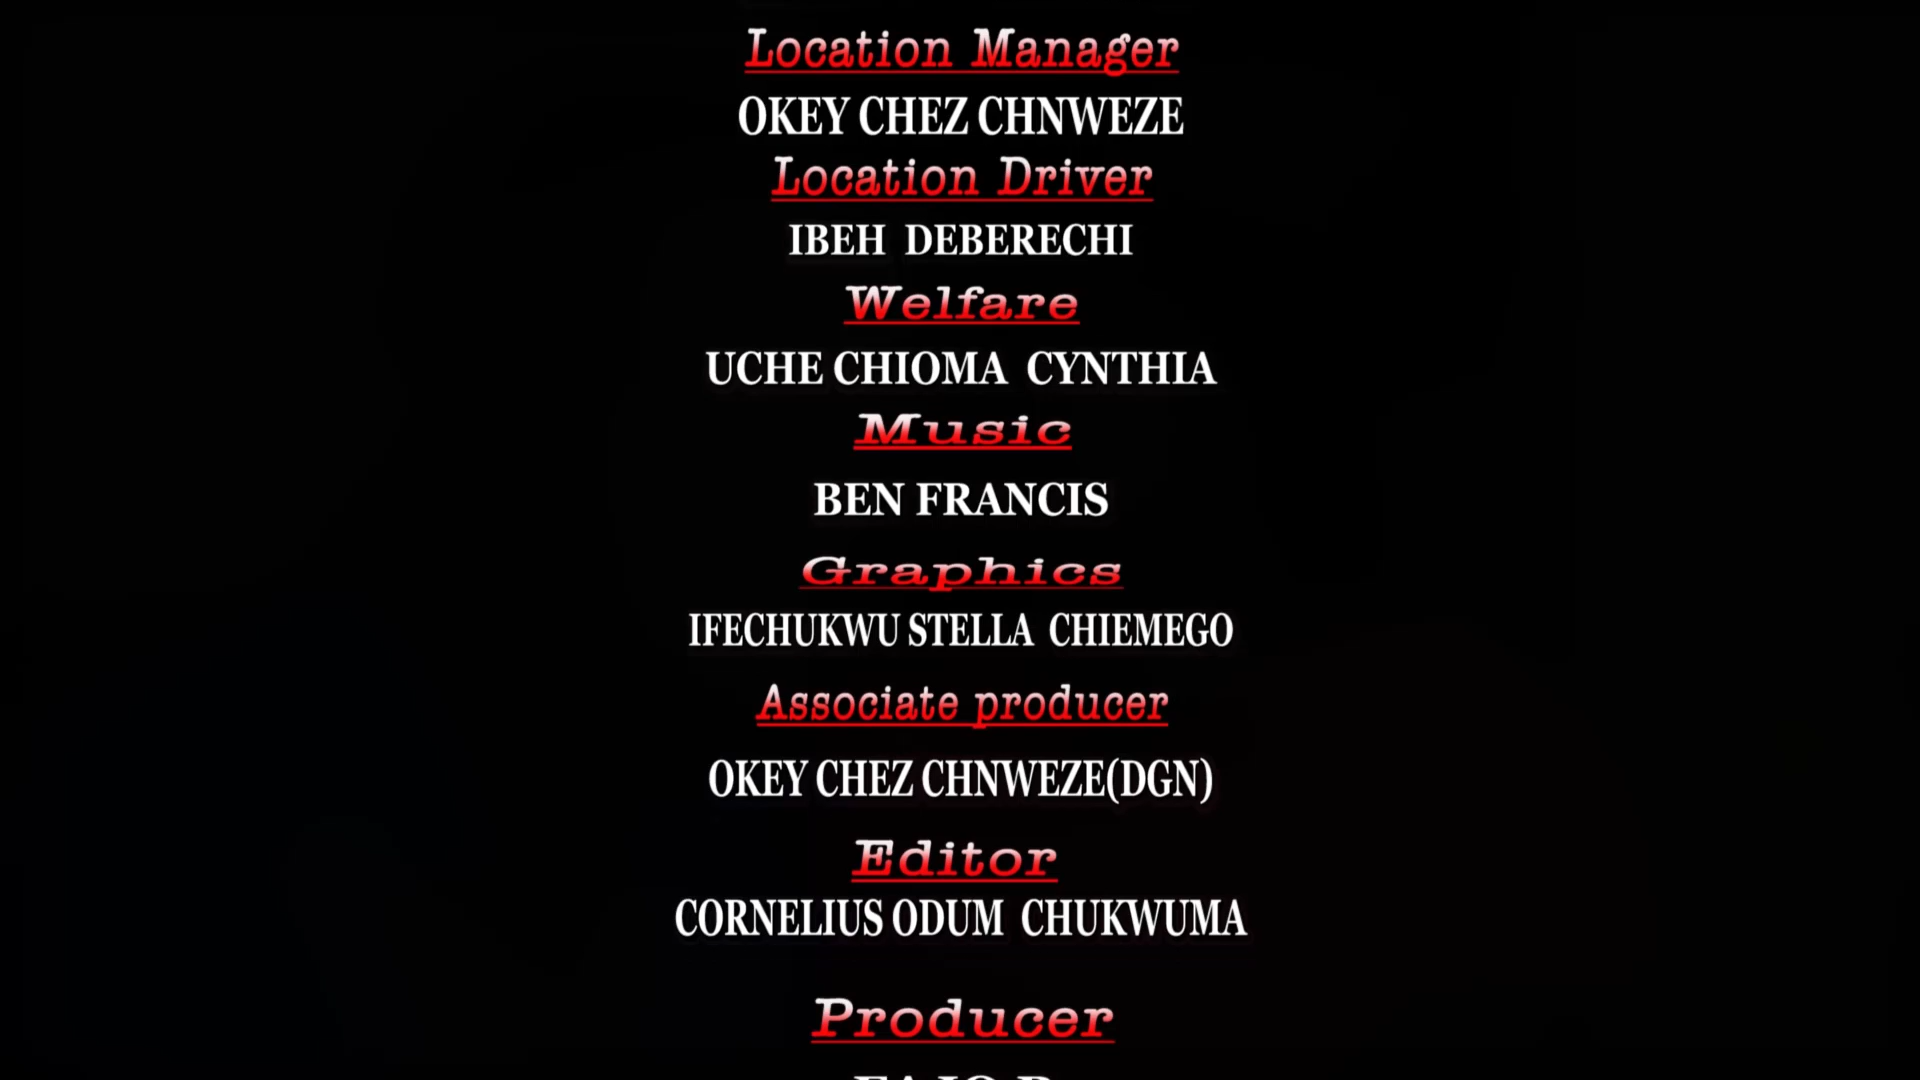 Location Manager
OKEY CHEZ CHNWEZE
Location Driver
IBEH DEBERECHI
Welfare
UCHE CHIOMA CYNTHIA
Music
BEN FRANCIS
Graphics
IFECHUKWU STELLA CHIEMEGO
Associate producer
OKEY CHEZ CHNWEZE(DGN)
Editor
CORNELIUS ODUM CHUKWUMA
Producer